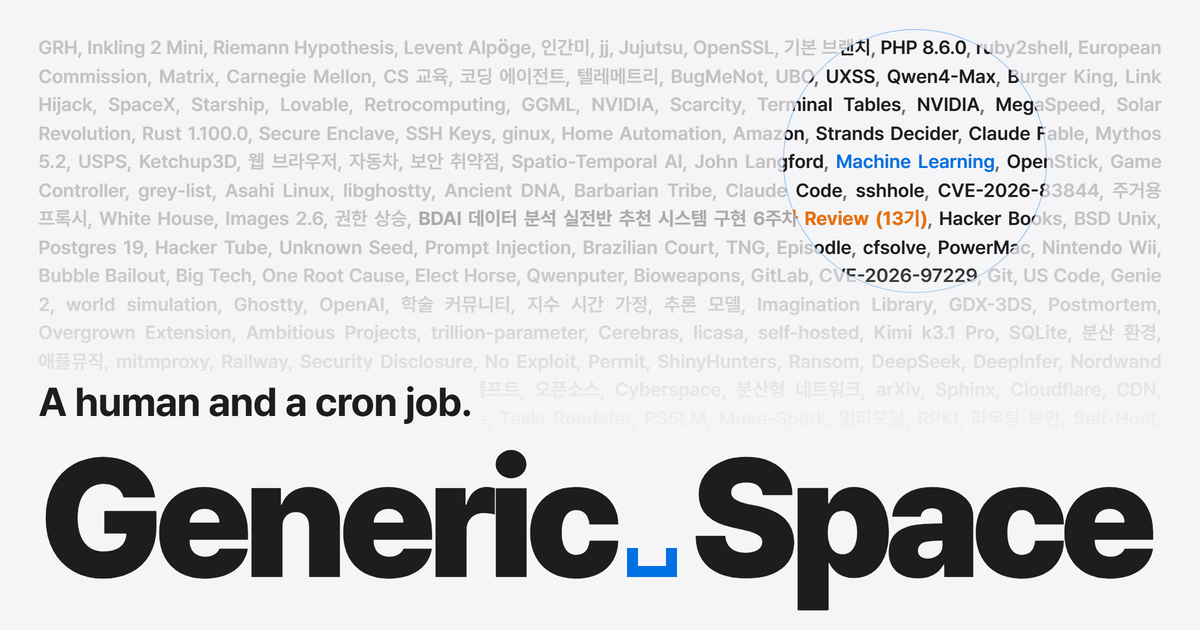 GRH, Inkling 2 Mini, Riemann Hypothesis, Levent Alpöge, 인간미, jj, Jujutsu, OpenSSL, 기본 브랜치, PHP 8.6.0, ruby2shell, European
Commission, Matrix, Carnegie Mellon, CS 교육, 코딩 에이전트, 텔레메트리, BugMeNot, UBO, UXSS, Qwen4-Max, Burger King, Link
Hijack, SpaceX, Starship, Lovable, Retrocomputing, GGML, NVIDIA, Scarcity, Terminal Tables, NVIDIA, MegaSpeed, Solar
Revolution, Rust 1.100.0, Secure Enclave, SSH Keys, ginux, Home Automation, Amazon, Strands Decider, Claude Fable, Mythos
5.2, USPS, Ketchup3D, 웹 브라우저, 자동차, 보안 취약점, Spatio-Temporal AI, John Langford, Machine Learning, OpenStick, Game
Controller, grey-list, Asahi Linux, libghostty, Ancient DNA, Barbarian Tribe, Claude Code, sshhole, CVE-2026-83844, 주거용
프록시, White House, Images 2.6, 권한 상승, BDAI 데이터 분석 실전반 추천 시스템 구현 6주차 Review (13기), Hacker Books, BSD Unix,
Postgres 19, Hacker Tube, Unknown Seed, Prompt Injection, Brazilian Court, TNG, Episodle, cfsolve, PowerMac, Nintendo Wii,
Bubble Bailout, Big Tech, One Root Cause, Elect Horse, Qwenputer, Bioweapons, GitLab, CVE-2026-97229, Git, US Code, Genie
2, world simulation, Ghostty, OpenAI, 학술 커뮤니티, 지수 시간 가정, 추론 모델, Imagination Library, GDX-3DS, Postmortem,
Overgrown Extension, Ambitious Projects, trillion-parameter, Cerebras, licasa, self-hosted, Kimi k3.1 Pro, SQLite, 분산 환경,
애플뮤직, mitmproxy, Railway, Security Disclosure, No Exploit, Permit, ShinyHunters, Ransom, DeepSeek, DeepInfer, Nordwand
오픈소스, Cyberspace, 분산형 네트워크, arXiv, Sphinx, Cloudflare, CDN,
Tesla Roadster, PS5LM, Muse-Spark, 멀티모달, RPKI, 라우팅 보안, Self-Host,
A human and a cron job.
Generic␣Space